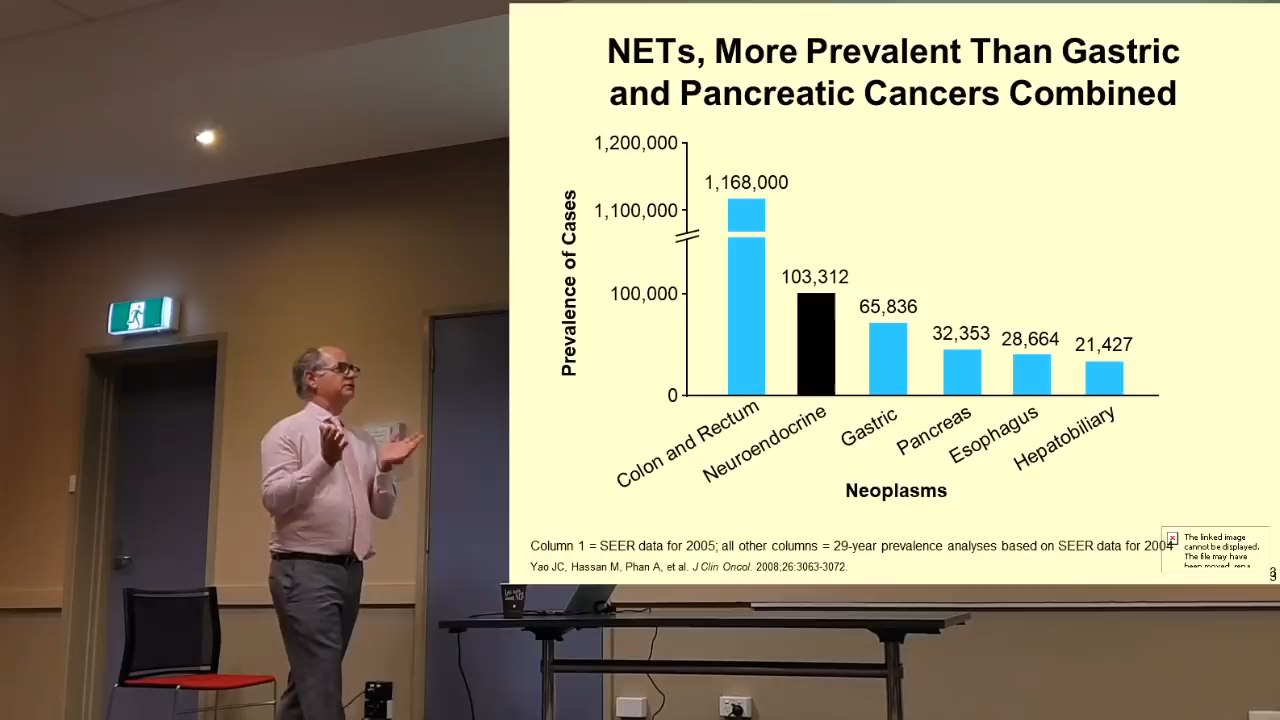 NETs, More Prevalent Than Gastric
and Pancreatic Cancers Combined
1,200,000
1,168,000
1,100,000
Prevalence of Cases
103,312
100,000
65,836
32,353
28,664
21,427
0
Colon and Rectum
Neuroendocrine
Gastric
Pancreas
Esophagus
Hepatobiliary
Neoplasms
Column 1 = SEER data for 2005; all other columns = 29-year prevalence analyses based on SEER data for 2004
Yao JC, Hassan M, Phan A, et al. J Clin Oncol. 2008;26:3063-3072.
The linked image
cannot be displayed.
The file may have
been moved,